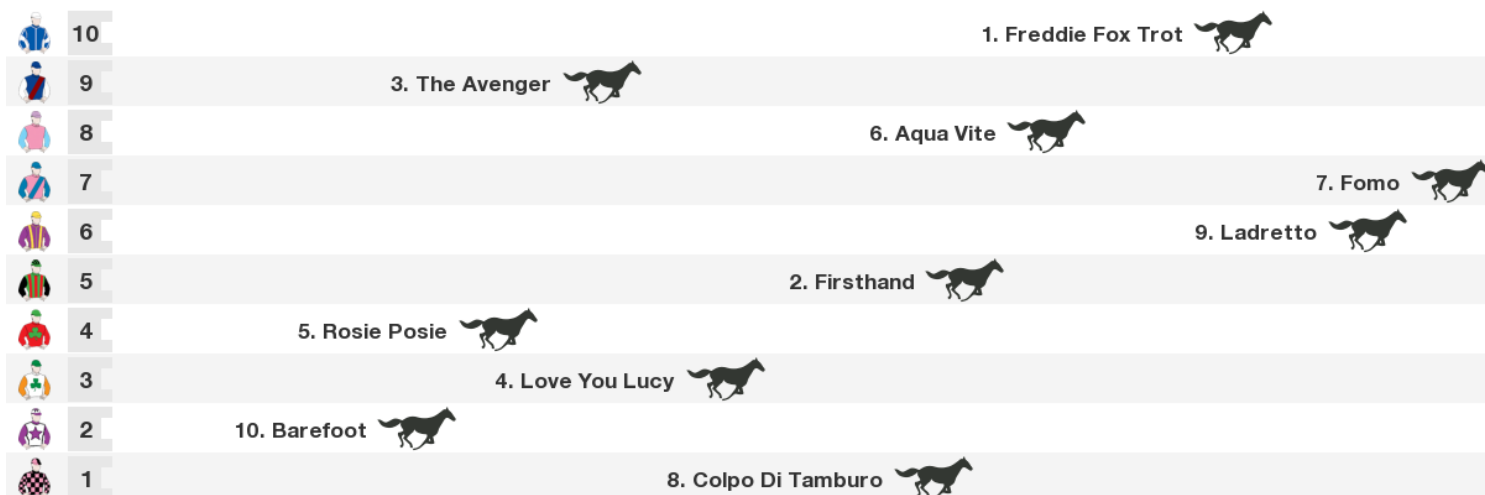 10 1. Freddie Fox Trot
9 3. The Avenger
8 6. Aqua Vite
7 7. Fomo
6 9. Ladretto
5 2. Firsthand
4 5. Rosie Posie
3 4. Love You Lucy
2 10. Barefoot
1 8. Colpo Di Tamburo